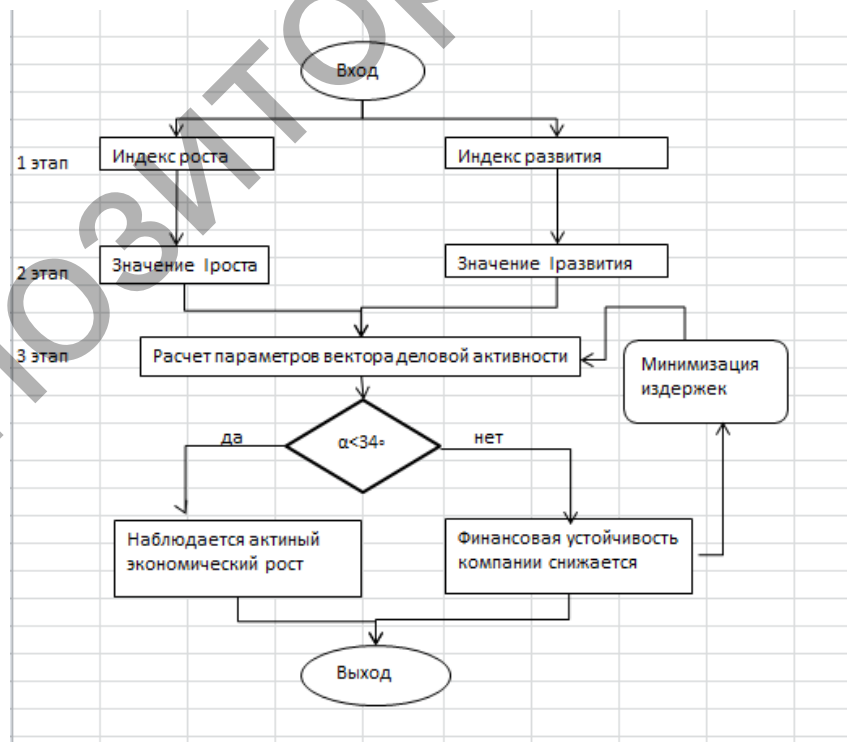 Вход
1 этап
Индекс роста
Индекс развития
2 этап
Значение Iроста
Значение Iразвития
3 этап
Расчет параметров вектора деловой активности
Минимизация
издержек
α<34∘
да
нет
Наблюдается актиный
экономический рост
Финансовая устойчивость
компании снижается
Выход
ПОЗИТОР